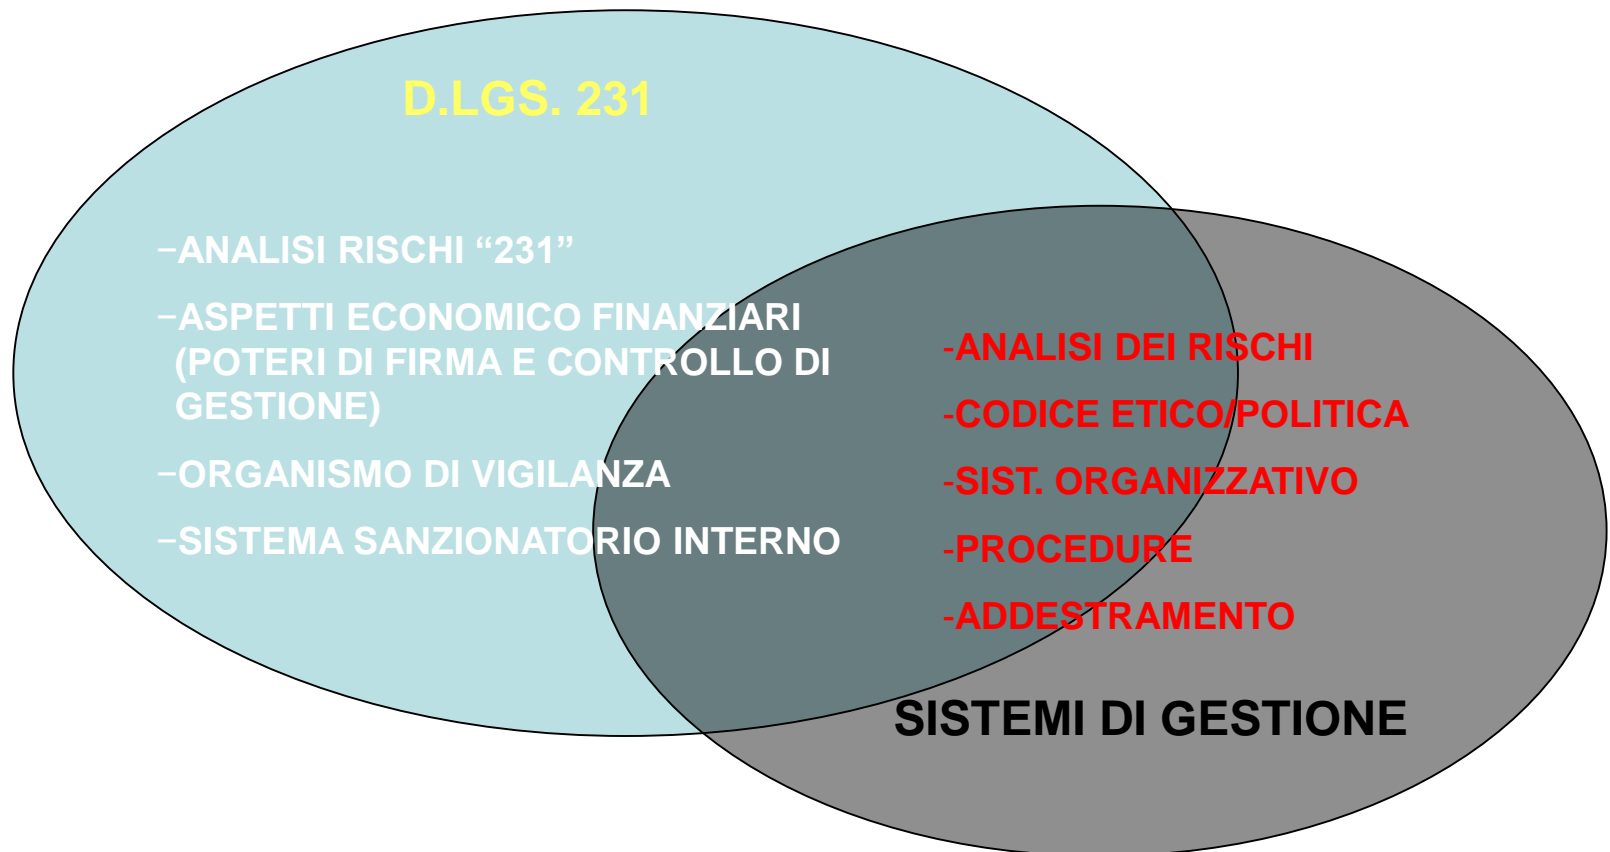 D.LGS. 231
–ANALISI RISCHI “231”
–ASPETTI ECONOMICO FINANZIARI
(POTERI DI FIRMA E CONTROLLO DI
GESTIONE)
–ORGANISMO DI VIGILANZA
–SISTEMA SANZIONATORIO INTERNO
-ANALISI DEI RISCHI
-CODICE ETICO/POLITICA
-SIST. ORGANIZZATIVO
-PROCEDURE
-ADDESTRAMENTO
SISTEMI DI GESTIONE